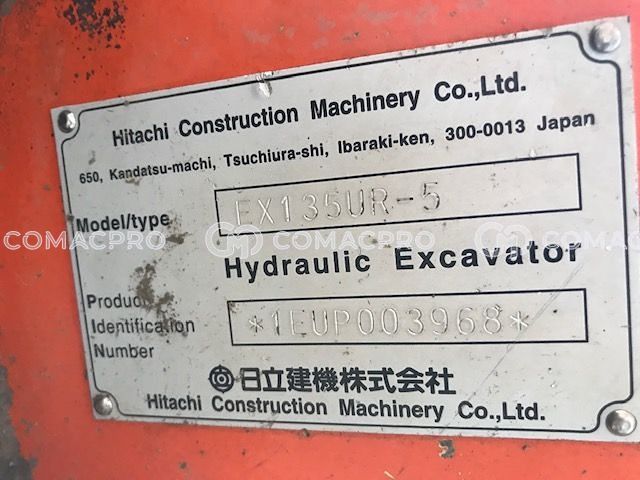 Hitachi Construction Machinery Co.,Ltd.
650, Kandatsu-machi, Tsuchiura-shi, Ibaraki-ken, 300-0013 Japan
Model/type EX135UR-5
COMACPRO COMACPRO COMACPRO
Hydraulic Excavator
Product
Identification
Number
*1EUP003968*
日立建機株式会社
Hitachi Construction Machinery Co.,Ltd.